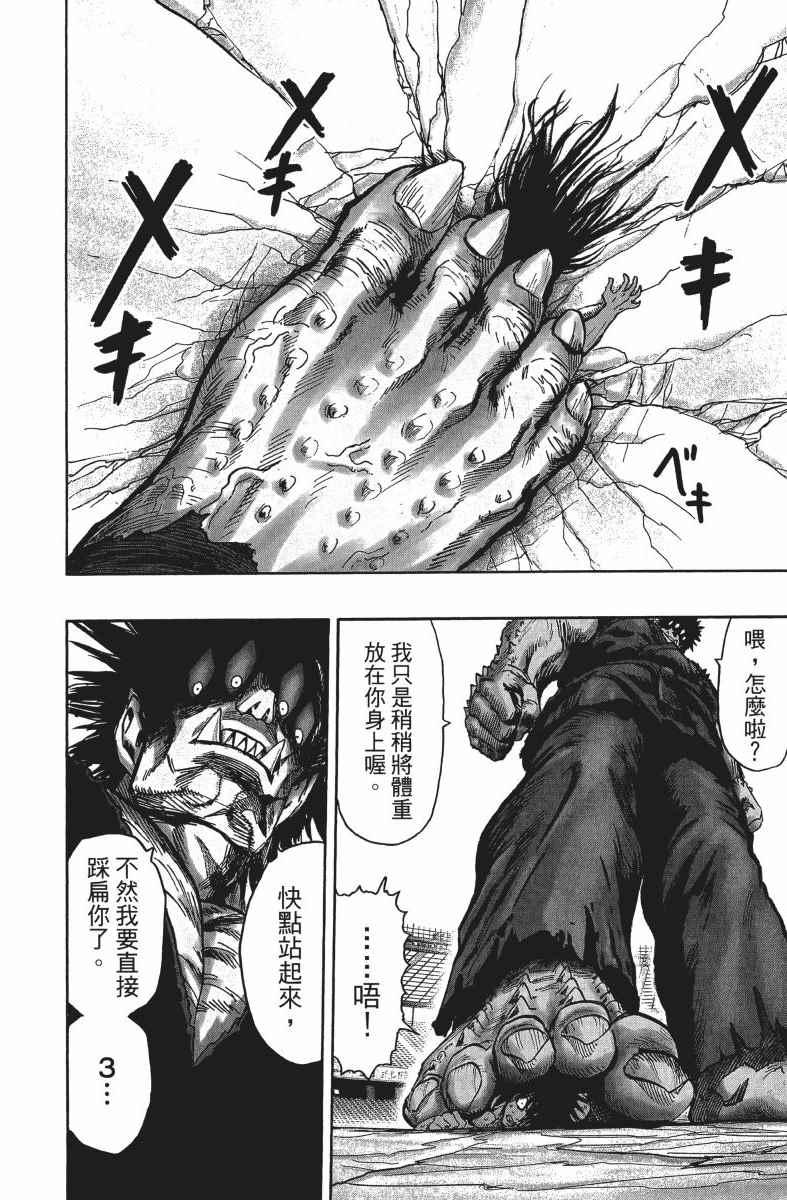 メキ
メキ
メキ
ベキ
喂，怎麼啦？
我只是稍稍將體重
放在你身上喔。
……唔！
快點站起來，
不然我要直接
踩扁你了。
3…